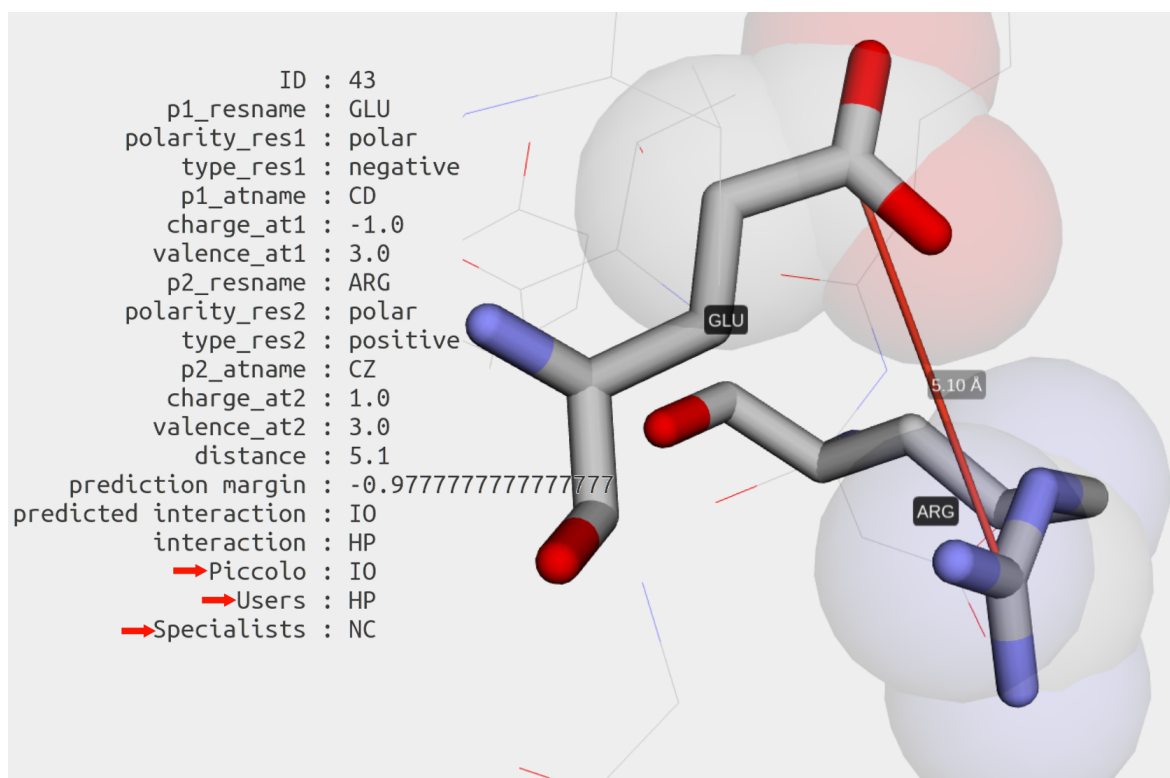 ID : 43
p1_resname : GLU
polarity_res1 : polar
type_res1 : negative
p1_atname : CD
charge_at1 : -1.0
valence_at1 : 3.0
p2_resname : ARG
polarity_res2 : polar
type_res2 : positive
p2_atname : CZ
charge_at2 : 1.0
valence_at2 : 3.0
distance : 5.1
prediction margin : -0.9777777777777777
predicted interaction : IO
interaction : HP
Piccolo : IO
Users : HP
Specialists : NC
GLU
5.10 Å
ARG